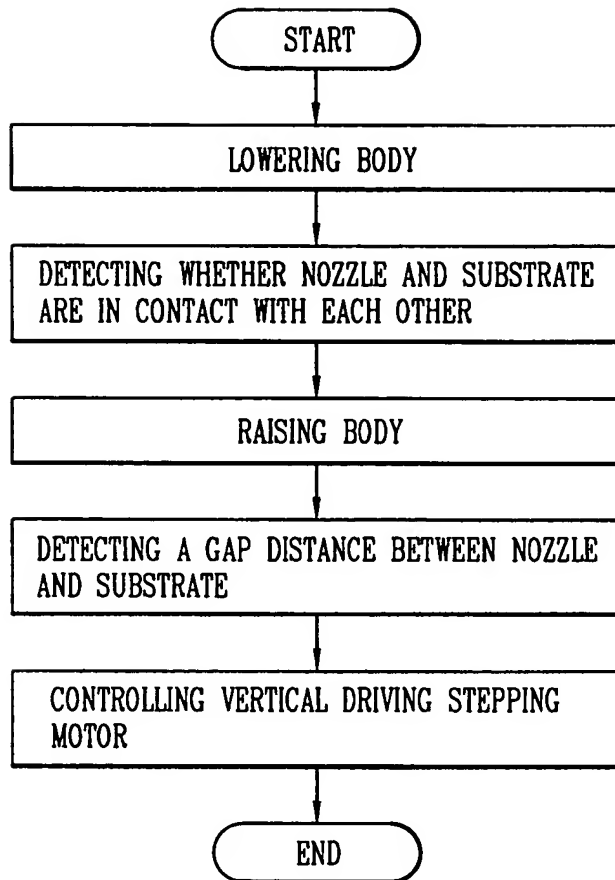 START
LOWERING BODY
DETECTING WHETHER NOZZLE AND SUBSTRATE
ARE IN CONTACT WITH EACH OTHER
RAISING BODY
DETECTING A GAP DISTANCE BETWEEN NOZZLE
AND SUBSTRATE
CONTROLLING VERTICAL DRIVING STEPPING
MOTOR
END